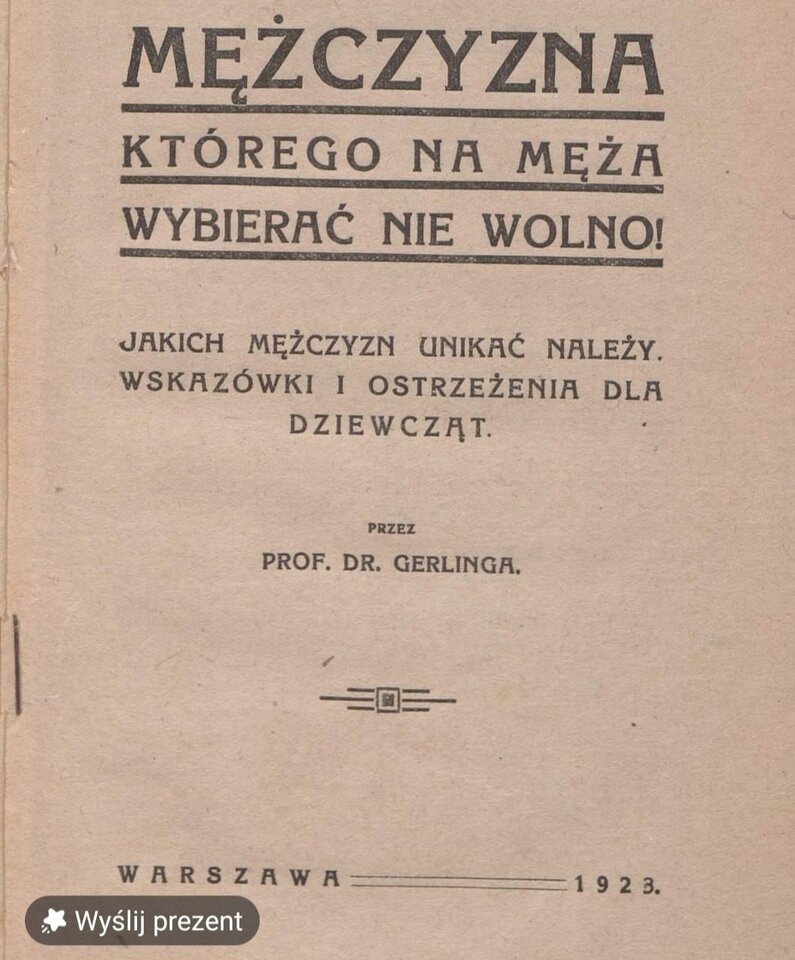 MĘŻCZYZNA
KTÓREGO NA MĘŻA
WYBIERAĆ NIE WOLNO!
JAKICH MĘŻCZYZN UNIKAĆ NALEŻY.
WSKAZÓWKI I OSTRZEŻENIA DLA
DZIEWCZĄT.
PRZEZ
PROF. DR. GERLINGA.
WARSZAWA 1923.
Wyślij prezent